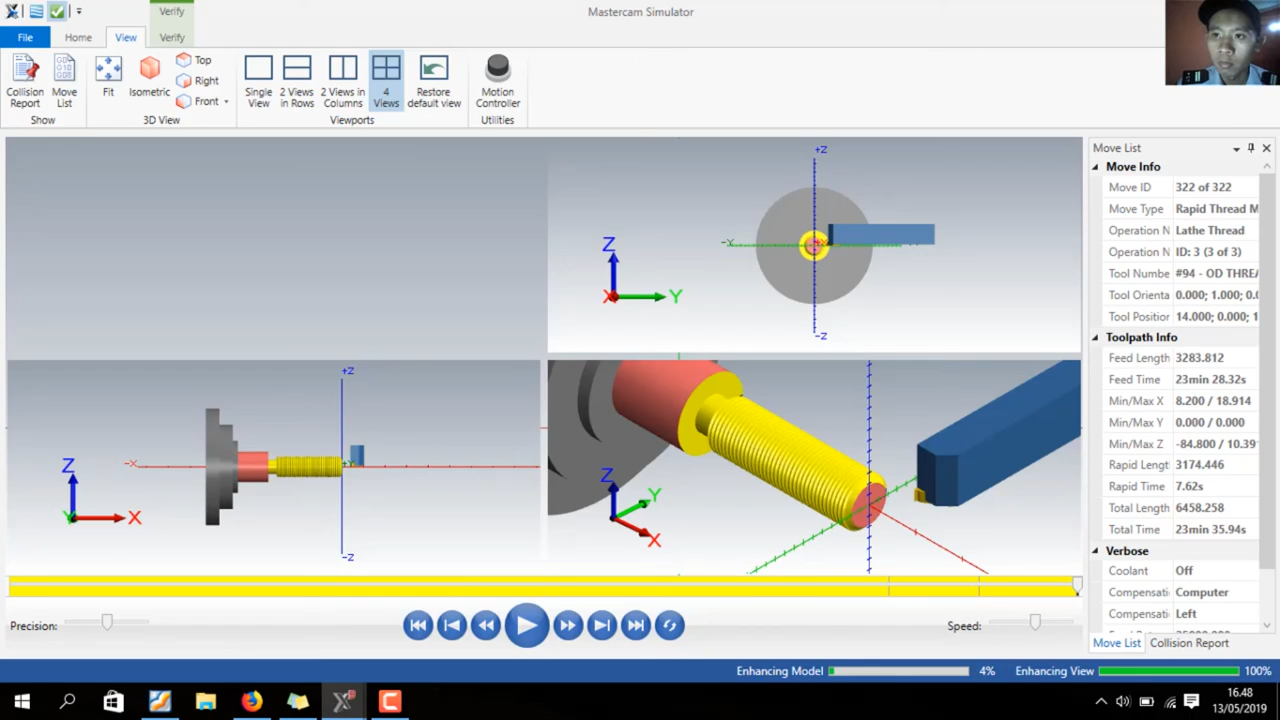 Verify
Mastercam Simulator
File Home View Verify
Collision Report
Move List
Show
Fit
Isometric
Top
Right
Front
3D View
Single View
2 Views in Rows
2 Views in Columns
4 Views
Restore default view
Viewports
Motion Controller
Utilities
+Z
-Y
+X
-Z
Z
X
Y
+Z
-X
+Y
-Z
Z
Y
X
Z
Y
X
Move List
Move Info
Move ID 322 of 322
Move Type Rapid Thread M
Operation N Lathe Thread
Operation N ID: 3 (3 of 3)
Tool Number #94 - OD THRE
Tool Orienta 0.000; 1.000; 0.0
Tool Position 14.000; 0.000; 1
Toolpath Info
Feed Length 3283.812
Feed Time 23min 28.32s
Min/Max X 8.200 / 18.914
Min/Max Y 0.000 / 0.000
Min/Max Z -84.800 / 10.39
Rapid Length 3174.446
Rapid Time 7.62s
Total Length 6458.258
Total Time 23min 35.94s
Verbose
Coolant Off
Compensati Computer
Compensati Left
Move List Collision Report
Precision:
Speed:
Enhancing Model 4% Enhancing View 100%
16.48
13/05/2019